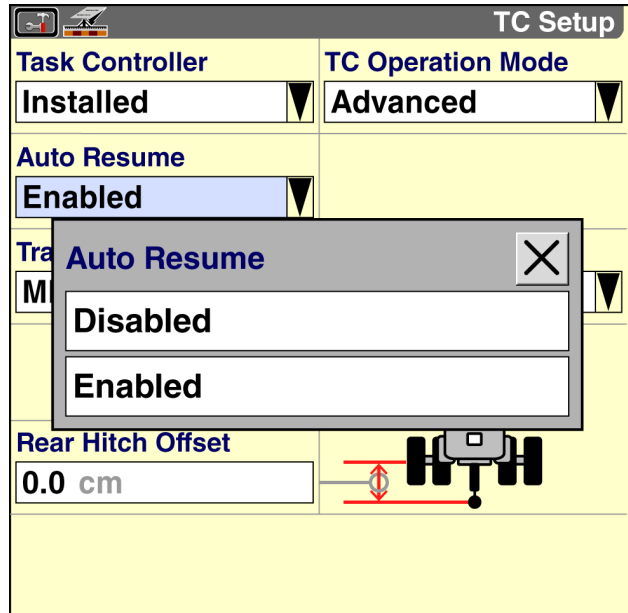 TC Setup
Task Controller
TC Operation Mode
Installed
Advanced
Auto Resume
Enabled
Auto Resume
Disabled
Enabled
Rear Hitch Offset
0.0 cm